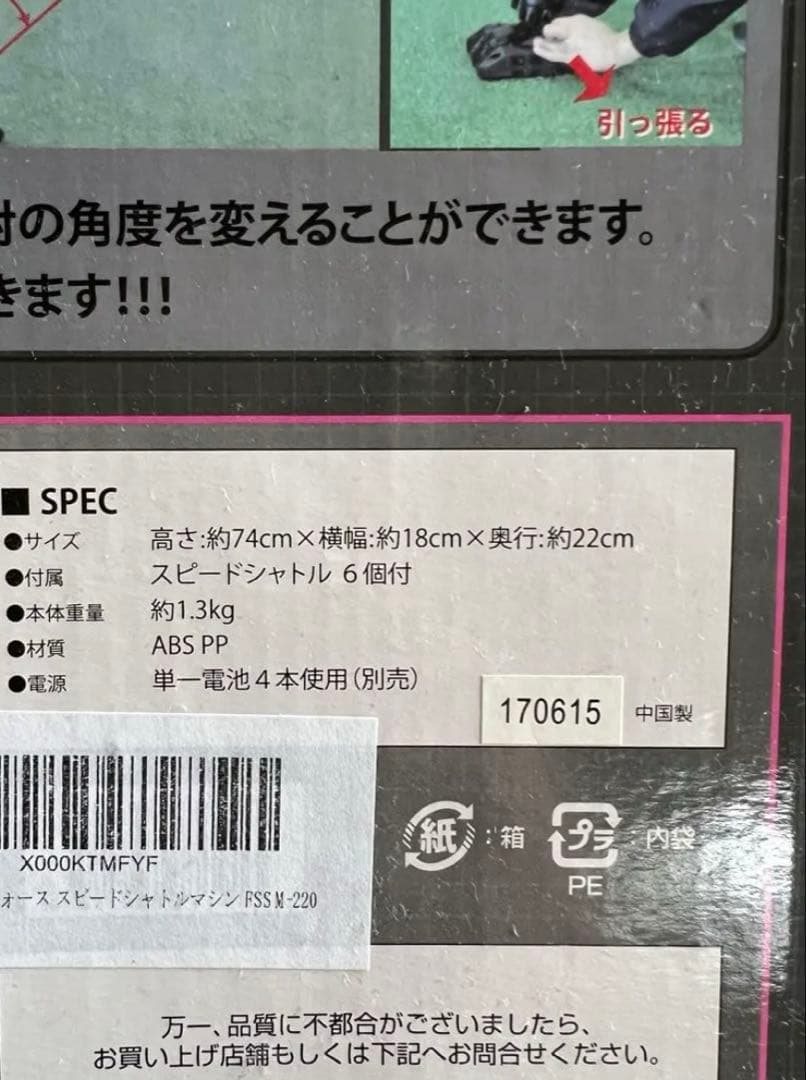 引っ張る
の角度を変えることができます。
きます!!!
■ SPEC
●サイズ 高さ:約74cm×横幅:約18cm×奥行:約22cm
●付属 スピードシャトル 6個付
●本体重量 約1.3kg
●材質 ABS PP
●電源 単一電池4本使用(別売)
170615 中国製
X000KTMFYF
ォース スピードシャトルマシン FSSM-220
紙 :箱 プラ :内袋
PE
万一、品質に不都合がございましたら、
お買い上げ店舗もしくは下記へお問合せください。